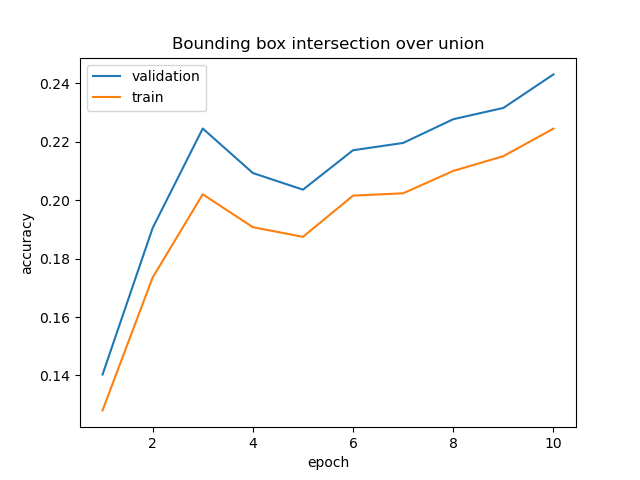 Bounding box intersection over union
validation
train
accuracy
0.24
0.22
0.20
0.18
0.16
0.14
2 4 6 8 10
epoch